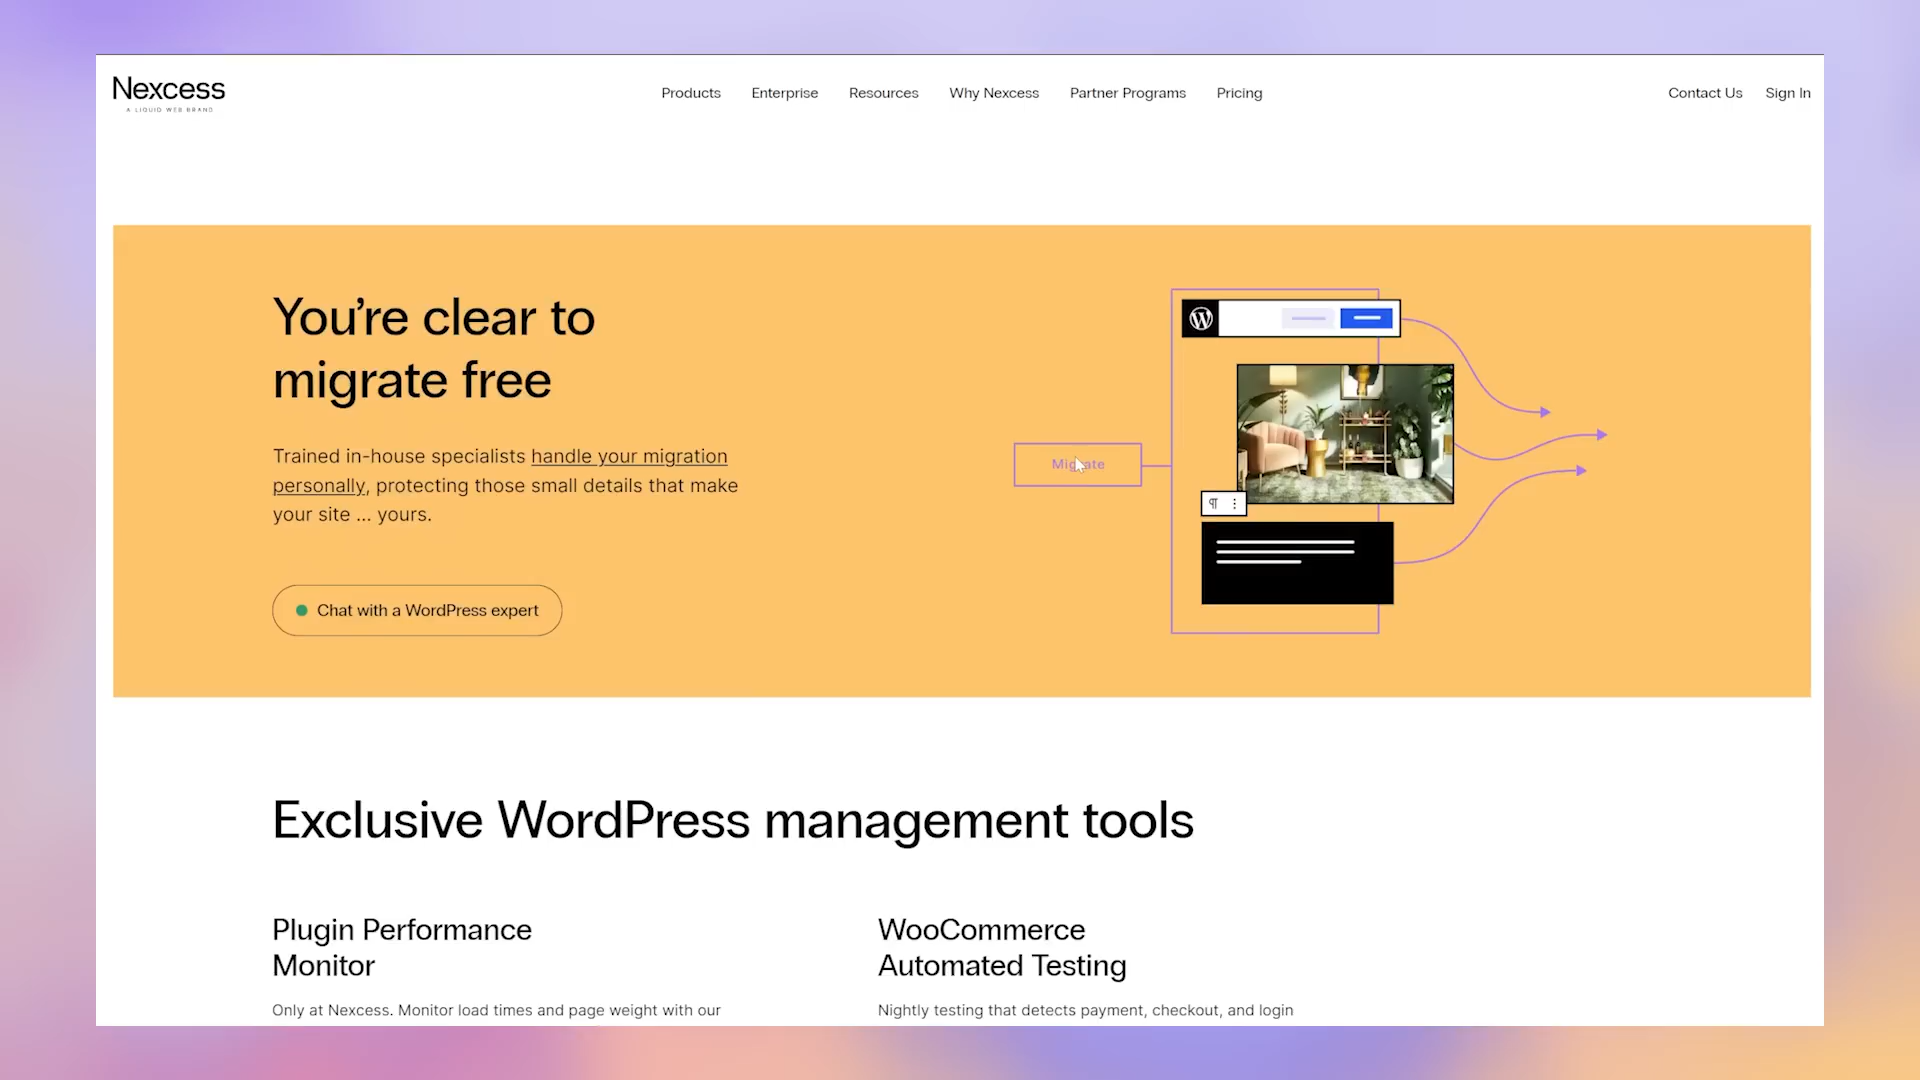 Nexcess
A LIQUID WEB BRAND
Products
Enterprise
Resources
Why Nexcess
Partner Programs
Pricing
Contact Us
Sign In
You’re clear to
migrate free
Trained in-house specialists handle your migration
personally, protecting those small details that make
your site ... yours.
Chat with a WordPress expert
Migrate
Exclusive WordPress management tools
Plugin Performance
Monitor
Only at Nexcess. Monitor load times and page weight with our
WooCommerce
Automated Testing
Nightly testing that detects payment, checkout, and login